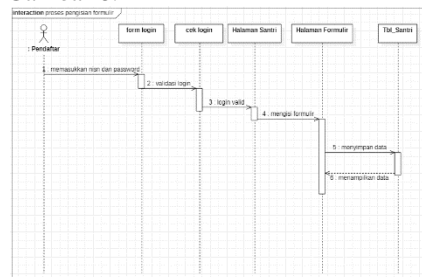 interaction proses pengisian formulir
form login
cek login
Halaman Santri
Halaman Formulir
Tbl_Santri
: Pendaftar
1 : memasukkan nisn dan password
2 : validasi login
3 : login valid
4 : mengisi formulir
5 : menyimpan data
6 : menampilkan data